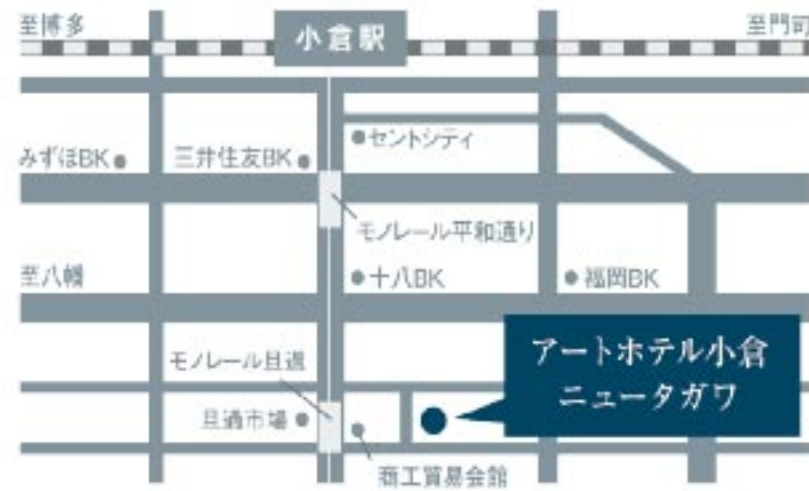 至博多
小倉駅
至門司
セントシティ
みずほBK
三井住友BK
モノレール平和通り
至八幡
十八BK
福岡BK
アートホテル小倉
ニュータガワ
モノレール旦過
旦過市場
商工貿易会館